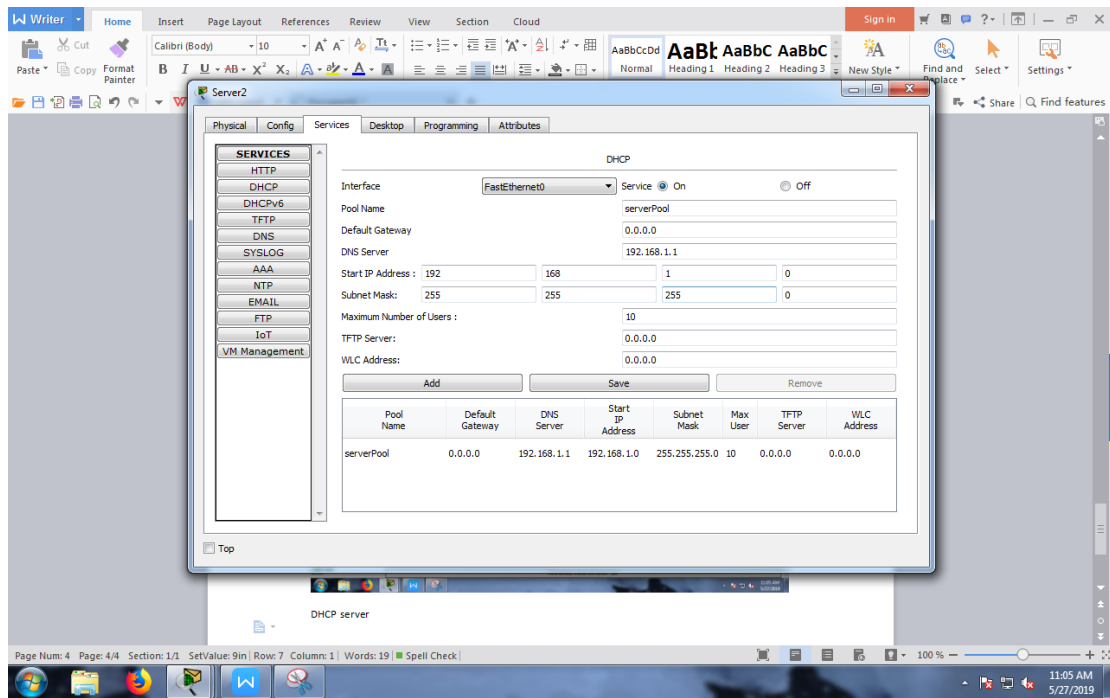 Writer Home Insert Page Layout References Review View Section Cloud Sign in
Cut Calibri (Body) 10 AaBbCcDd AaBb AaBbC AaBbC
Paste Copy Format Painter Normal Heading 1 Heading 2 Heading 3 New Style Find and Replace Select Settings
Share Find features
Server2
Physical Config Services Desktop Programming Attributes
SERVICES
HTTP
DHCP
DHCPv6
TFTP
DNS
SYSLOG
AAA
NTP
EMAIL
FTP
IoT
VM Management
DHCP
Interface FastEthernet0 Service On Off
Pool Name serverPool
Default Gateway 0.0.0.0
DNS Server 192.168.1.1
Start IP Address : 192 168 1 0
Subnet Mask: 255 255 255 0
Maximum Number of Users : 10
TFTP Server: 0.0.0.0
WLC Address: 0.0.0.0
Add Save Remove
Pool Name Default Gateway DNS Server Start IP Address Subnet Mask Max User TFTP Server WLC Address
serverPool 0.0.0.0 192.168.1.1 192.168.1.0 255.255.255.0 10 0.0.0.0 0.0.0.0
Top
11:05 AM
5/27/2019
DHCP server
Page Num: 4 Page: 4/4 Section: 1/1 SetValue: 9in Row: 7 Column: 1 Words: 19 Spell Check 100 %
11:05 AM
5/27/2019